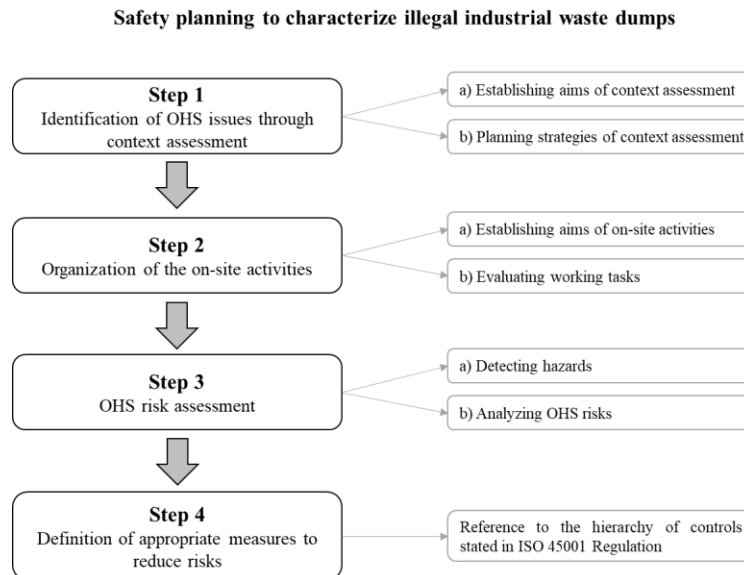 Safety planning to characterize illegal industrial waste dumps
Step 1
Identification of OHS issues through
context assessment
a) Establishing aims of context assessment
b) Planning strategies of context assessment
Step 2
Organization of the on-site activities
a) Establishing aims of on-site activities
b) Evaluating working tasks
Step 3
OHS risk assessment
a) Detecting hazards
b) Analyzing OHS risks
Step 4
Definition of appropriate measures to
reduce risks
Reference to the hierarchy of controls
stated in ISO 45001 Regulation